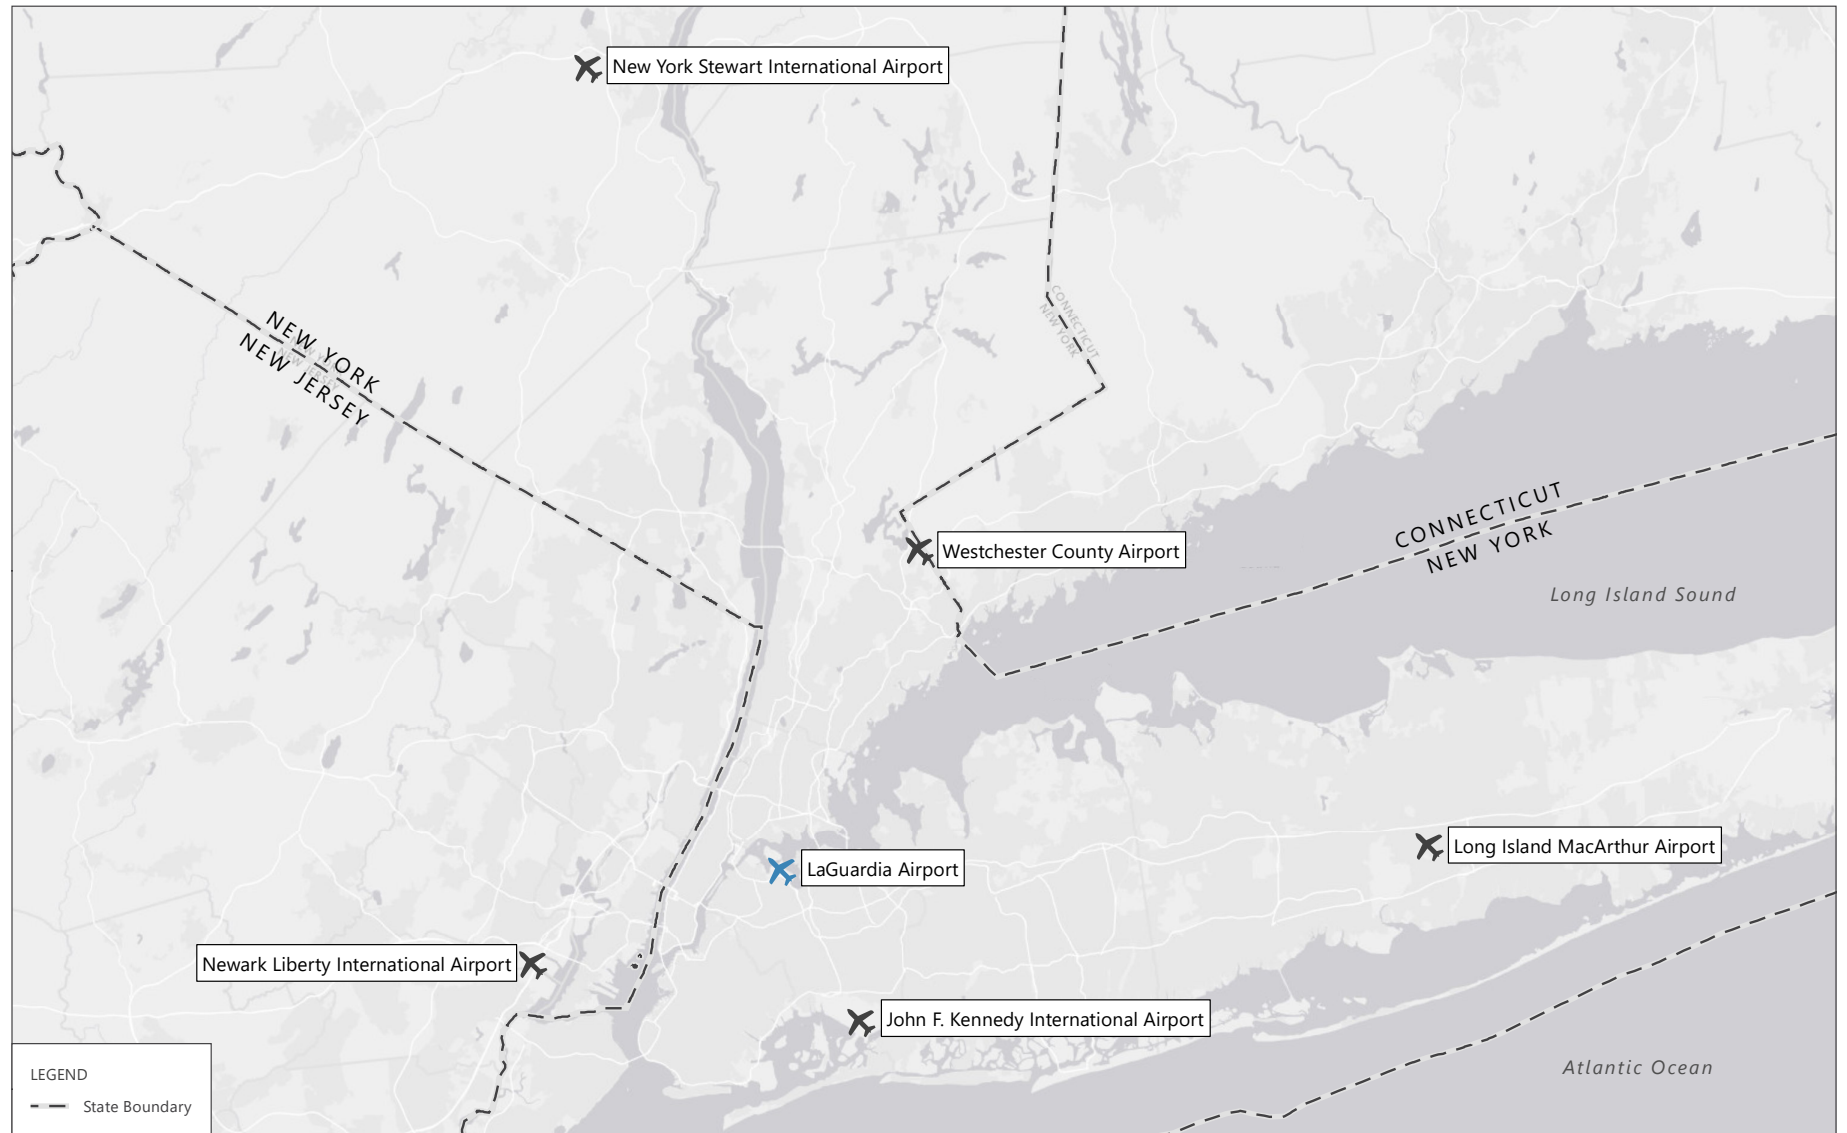 New York Stewart International Airport
CONNECTICUT
NEW YORK
NEW YORK
NEW JERSEY
NEW JERSEY
CONNECTICUT
NEW YORK
Westchester County Airport
Long Island Sound
Long Island MacArthur Airport
LaGuardia Airport
Newark Liberty International Airport
John F. Kennedy International Airport
Atlantic Ocean
LEGEND
State Boundary